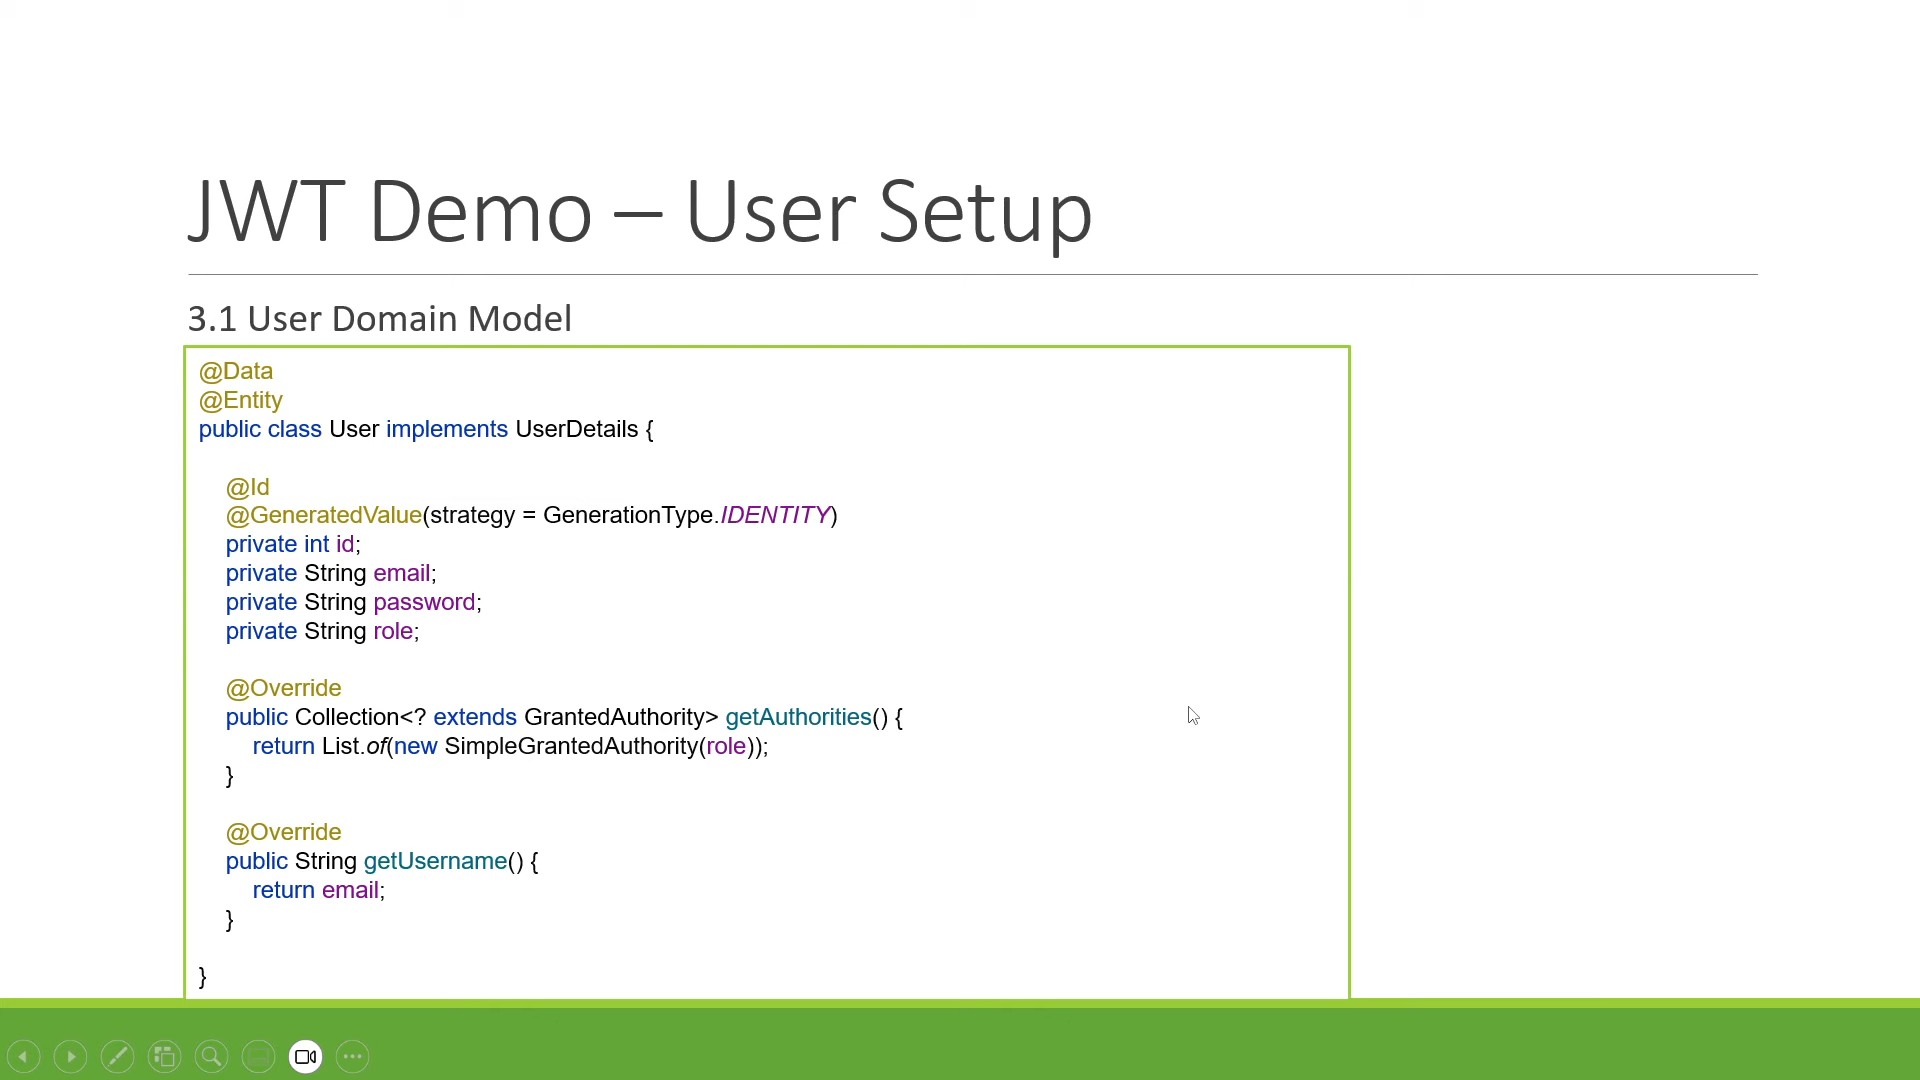 JWT Demo – User Setup
3.1 User Domain Model
@Data
@Entity
public class User implements UserDetails {
@Id
@GeneratedValue(strategy = GenerationType.IDENTITY)
private int id;
private String email;
private String password;
private String role;
@Override
public Collection<? extends GrantedAuthority> getAuthorities() {
return List.of(new SimpleGrantedAuthority(role));
}
@Override
public String getUsername() {
return email;
}
}